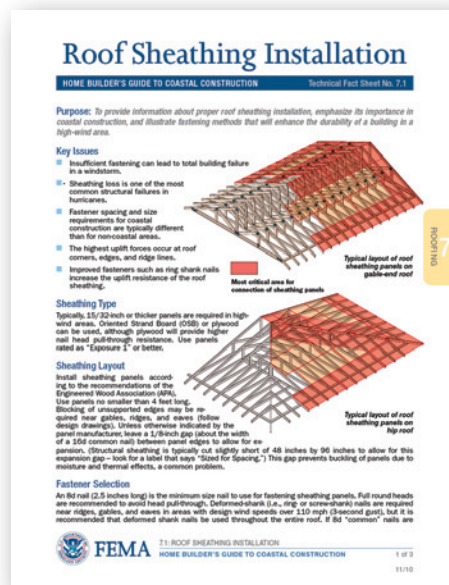 Roof Sheathing Installation
HOME BUILDER'S GUIDE TO COASTAL CONSTRUCTION Technical Fact Sheet No. 7.1
Purpose: To provide information about proper roof sheathing installation, emphasize its importance in
coastal construction, and illustrate fastening methods that will enhance the durability of a building in a
high-wind area.
Key Issues
Insufficient fastening can lead to total building failure
in a windstorm.
Sheathing loss is one of the most
common structural failures in
hurricanes.
Fastener spacing and size
requirements for coastal
construction are typically different
than for non-coastal areas.
The highest uplift forces occur at roof
corners, edges, and ridge lines.
Improved fasteners such as ring shank nails
increase the uplift resistance of the roof
sheathing.
Most critical area for
connection of sheathing panels
Typical layout of roof
sheathing panels on
gable-end roof
ROOFING
7
Sheathing Type
Typically, 15/32-inch or thicker panels are required in high-
wind areas. Oriented Strand Board (OSB) or plywood
can be used, although plywood will provide higher
nail head pull-through resistance. Use panels
rated as "Exposure 1" or better.
Sheathing Layout
Install sheathing panels accord-
ing to the recommendations of the
Engineered Wood Association (APA).
Use panels no smaller than 4 feet long.
Blocking of unsupported edges may be re-
quired near gables, ridges, and eaves (follow
design drawings). Unless otherwise indicated by the
panel manufacturer, leave a 1/8-inch gap (about the width
of a 16d common nail) between panel edges to allow for ex-
pansion. (Structural sheathing is typically cut slightly short of 48 inches by 96 inches to allow for this
expansion gap – look for a label that says "Sized for Spacing.") This gap prevents buckling of panels due to
moisture and thermal effects, a common problem.
Typical layout of roof
sheathing panels on
hip roof
Fastener Selection
An 8d nail (2.5 inches long) is the minimum size nail to use for fastening sheathing panels. Full round heads
are recommended to avoid head pull-through. Deformed-shank (i.e., ring- or screw-shank) nails are required
near ridges, gables, and eaves in areas with design wind speeds over 110 mph (3-second gust), but it is
recommended that deformed shank nails be used throughout the entire roof. If 8d "common" nails are
FEMA
7.1: ROOF SHEATHING INSTALLATION
HOME BUILDER'S GUIDE TO COASTAL CONSTRUCTION
1 of 3
11/10